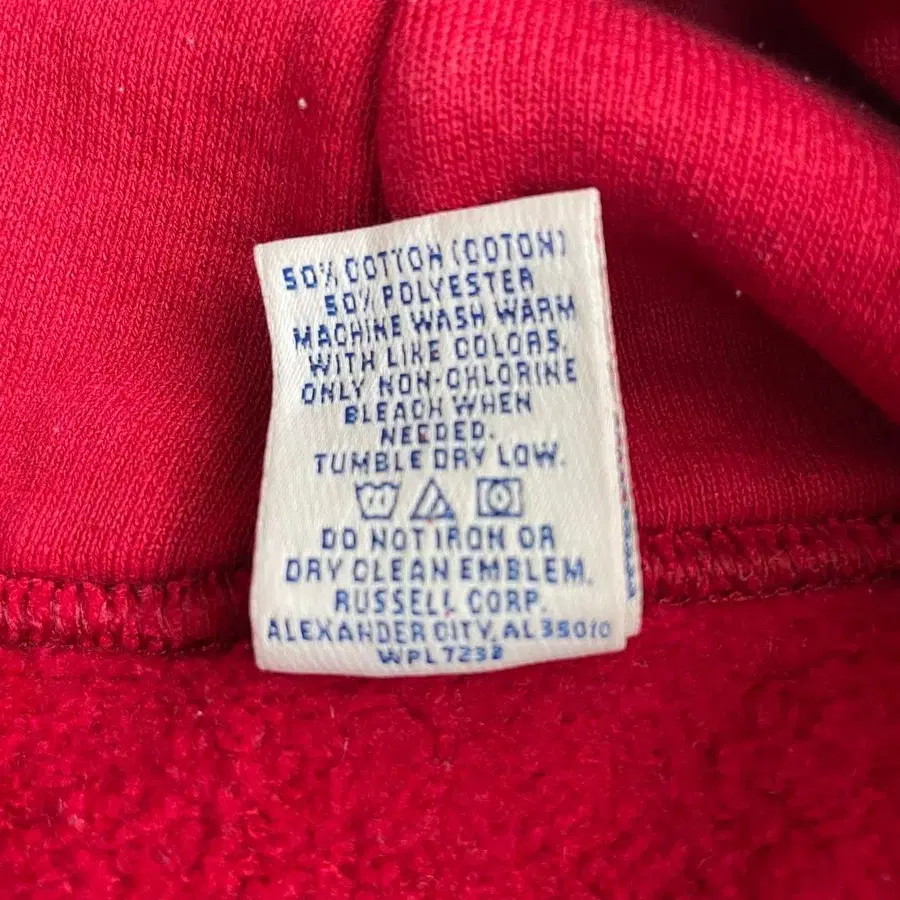 50% COTTON (COTON)
50% POLYESTER
MACHINE WASH WARM
WITH LIKE COLORS.
ONLY NON-CHLORINE
BLEACH WHEN
NEEDED.
TUMBLE DRY LOW.
DO NOT IRON OR
DRY CLEAN EMBLEM.
RUSSELL CORP.
ALEXANDER CITY, AL 35010
WPL 7238